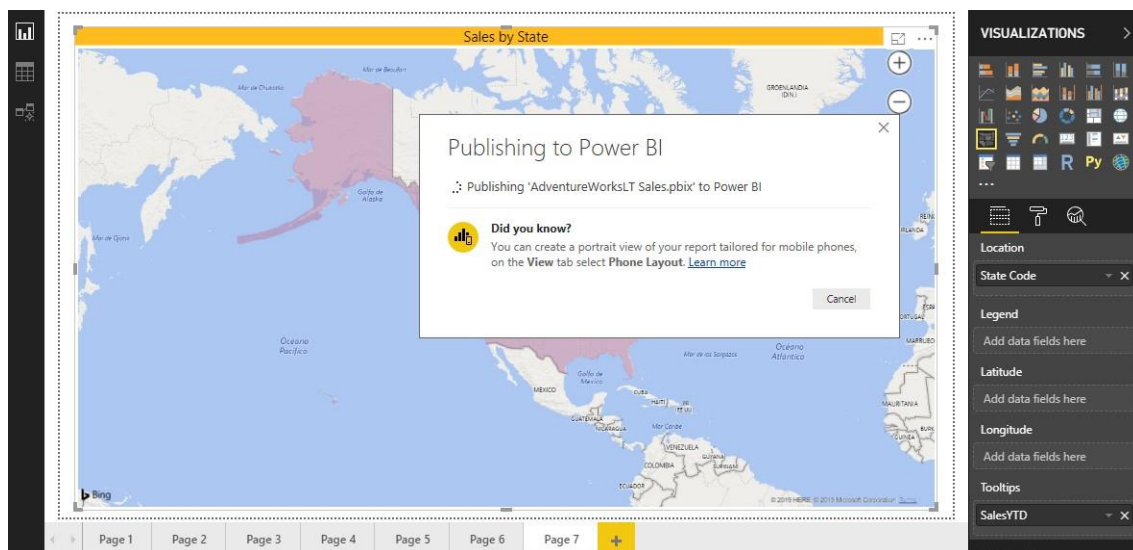 Sales by State
VISUALIZATIONS
Mar de Beaufort
Mar de Chukotka
GROENLANDIA
(DIN.)
Golfo de
Alaska
Océano
Pacífico
Golfo de
México
MÉXICO
CUBA
HAITÍ
GUATEMALA
NICARAGUA
Mar Caribe
VENEZUELA
GUYANA
SURINAM
COLOMBIA
ECUADOR
Mar de los Sargazos
Océano
Atlántico
MAURITANIA
GUINEA
Bing
© 2019 HERE © 2019 Microsoft Corporation Terms
Publishing to Power BI
Publishing 'AdventureWorksLT Sales.pbix' to Power BI
Did you know?
You can create a portrait view of your report tailored for mobile phones,
on the View tab select Phone Layout. Learn more
Cancel
R Py
Location
State Code
Legend
Add data fields here
Latitude
Add data fields here
Longitude
Add data fields here
Tooltips
SalesYTD
Page 1 Page 2 Page 3 Page 4 Page 5 Page 6 Page 7